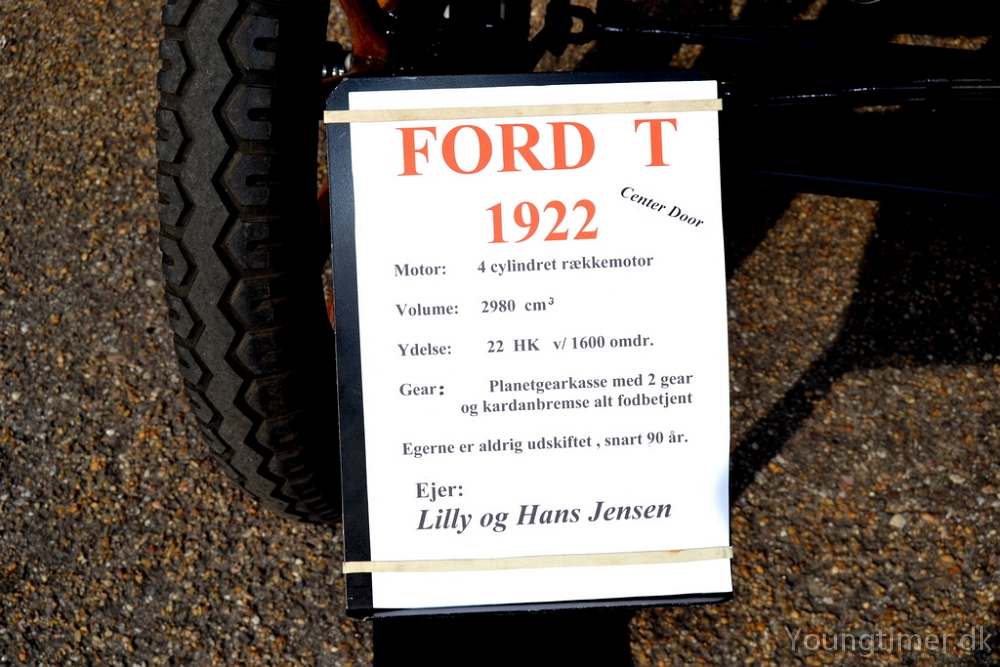 FORD T
1922
Center Door
Motor: 4 cylindret rækkemotor
Volume: 2980 cm³
Ydelse: 22 HK v/ 1600 omdr.
Gear: Planetgearkasse med 2 gear
og kardanbremse alt fodbetjent
Egerne er aldrig udskiftet , snart 90 år.
Ejer:
Lilly og Hans Jensen
Youngtimer.dk